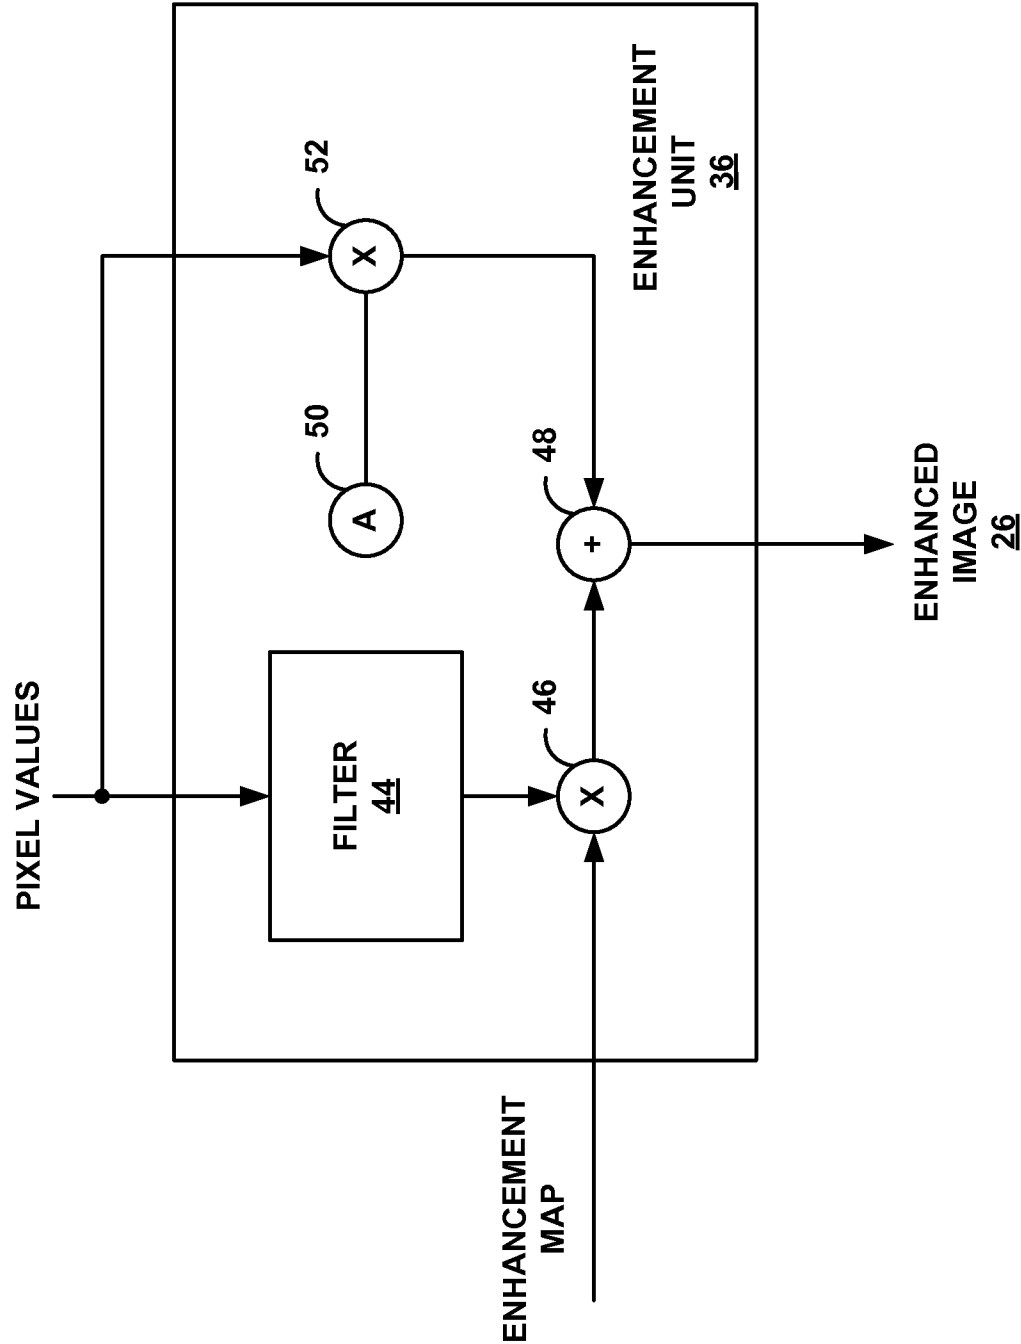 PIXEL VALUES
52
X
50
A
FILTER
44
ENHANCEMENT
UNIT
36
48
+
46
X
ENHANCEMENT
MAP
ENHANCED
IMAGE
26